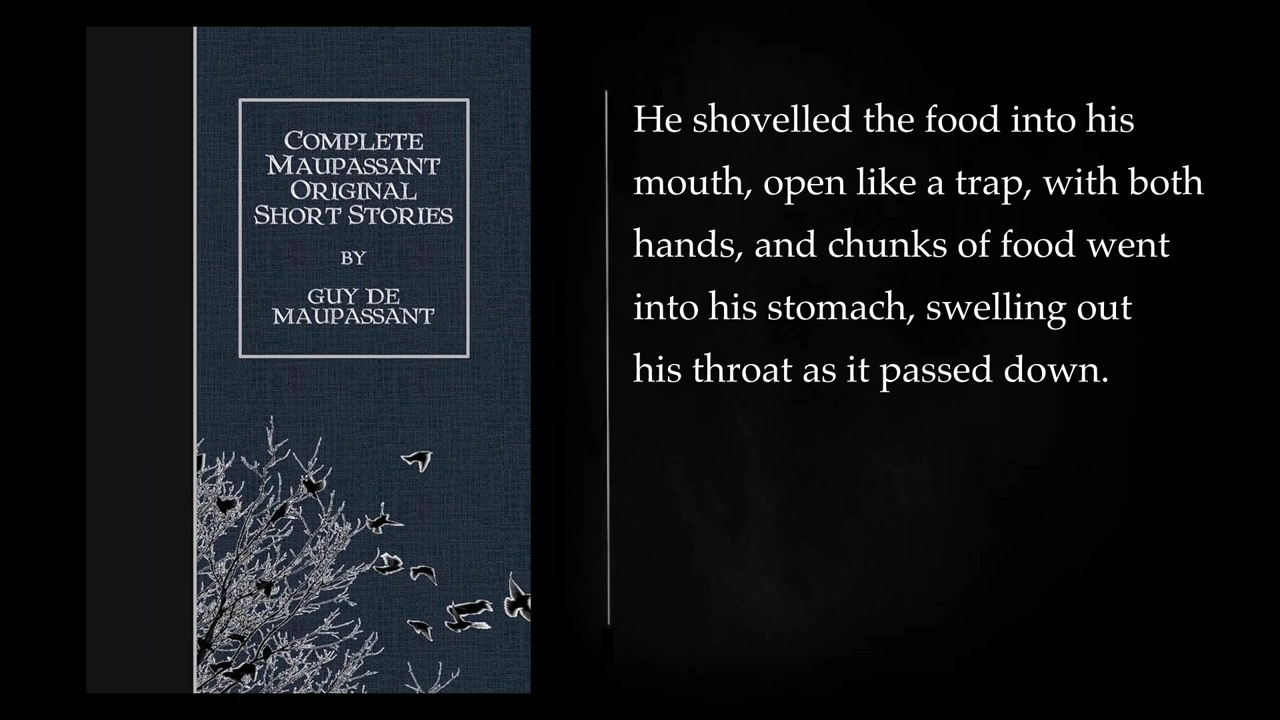 COMPLETE
MAUPASSANT
ORIGINAL
SHORT STORIES
BY
GUY DE
MAUPASSANT
He shovelled the food into his
mouth, open like a trap, with both
hands, and chunks of food went
into his stomach, swelling out
his throat as it passed down.